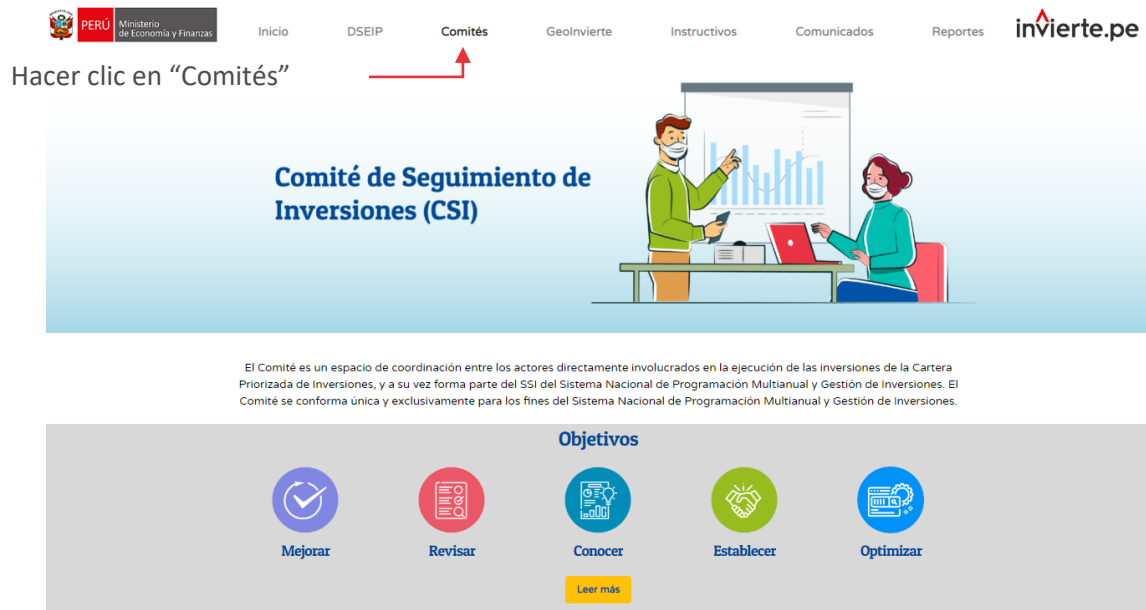 PERÚ Ministerio
de Economía y Finanzas
Inicio DSEIP Comités GeoInvierte Instructivos Comunicados Reportes
invierte.pe
Hacer clic en “Comités”
Comité de Seguimiento de
Inversiones (CSI)
El Comité es un espacio de coordinación entre los actores directamente involucrados en la ejecución de las inversiones de la Cartera
Priorizada de Inversiones, y a su vez forma parte del SSI del Sistema Nacional de Programación Multianual y Gestión de Inversiones. El
Comité se conforma única y exclusivamente para los fines del Sistema Nacional de Programación Multianual y Gestión de Inversiones.
Objetivos
Mejorar Revisar Conocer Establecer Optimizar
Leer más